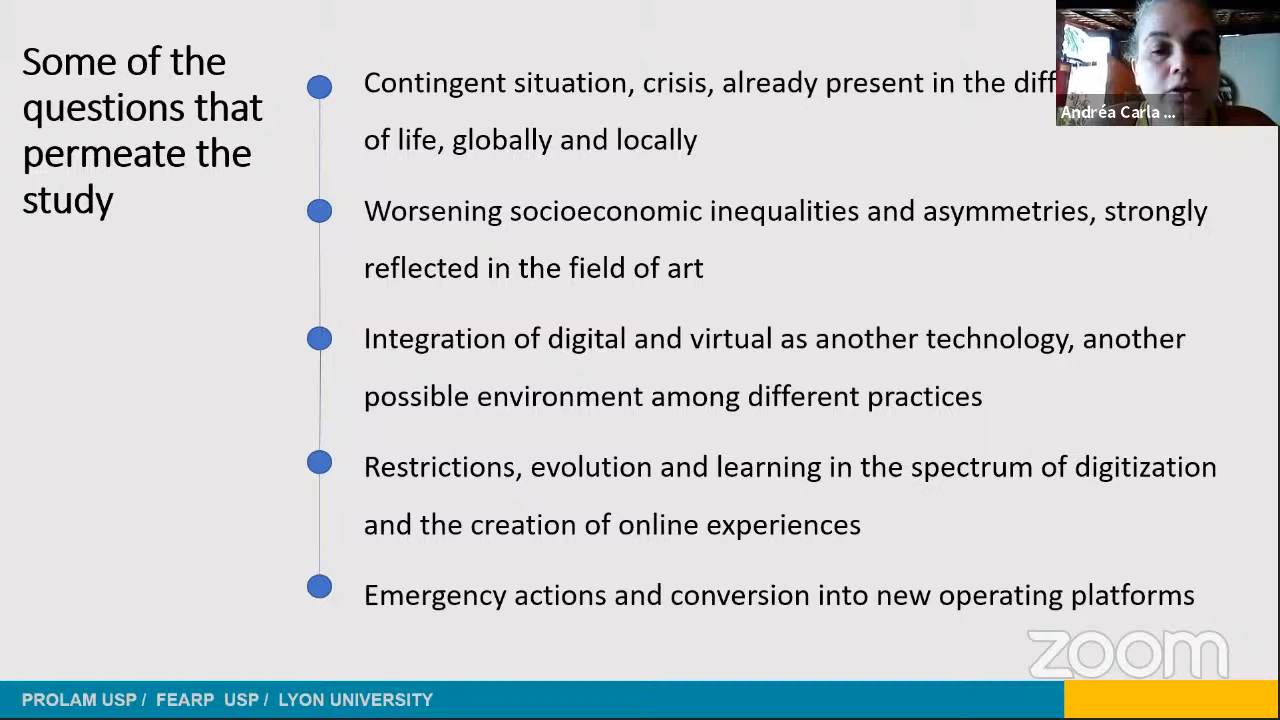 Some of the
questions that
permeate the
study
Contingent situation, crisis, already present in the
of life, globally and locally
Worsening socioeconomic inequalities and asymmetries, strongly
reflected in the field of art
Integration of digital and virtual as another technology, another
possible environment among different practices
Restrictions, evolution and learning in the spectrum of digitization
and the creation of online experiences
Emergency actions and conversion into new operating platforms
Andréa Carla ...
zoom
PROLAM USP / FEARP USP / LYON UNIVERSITY